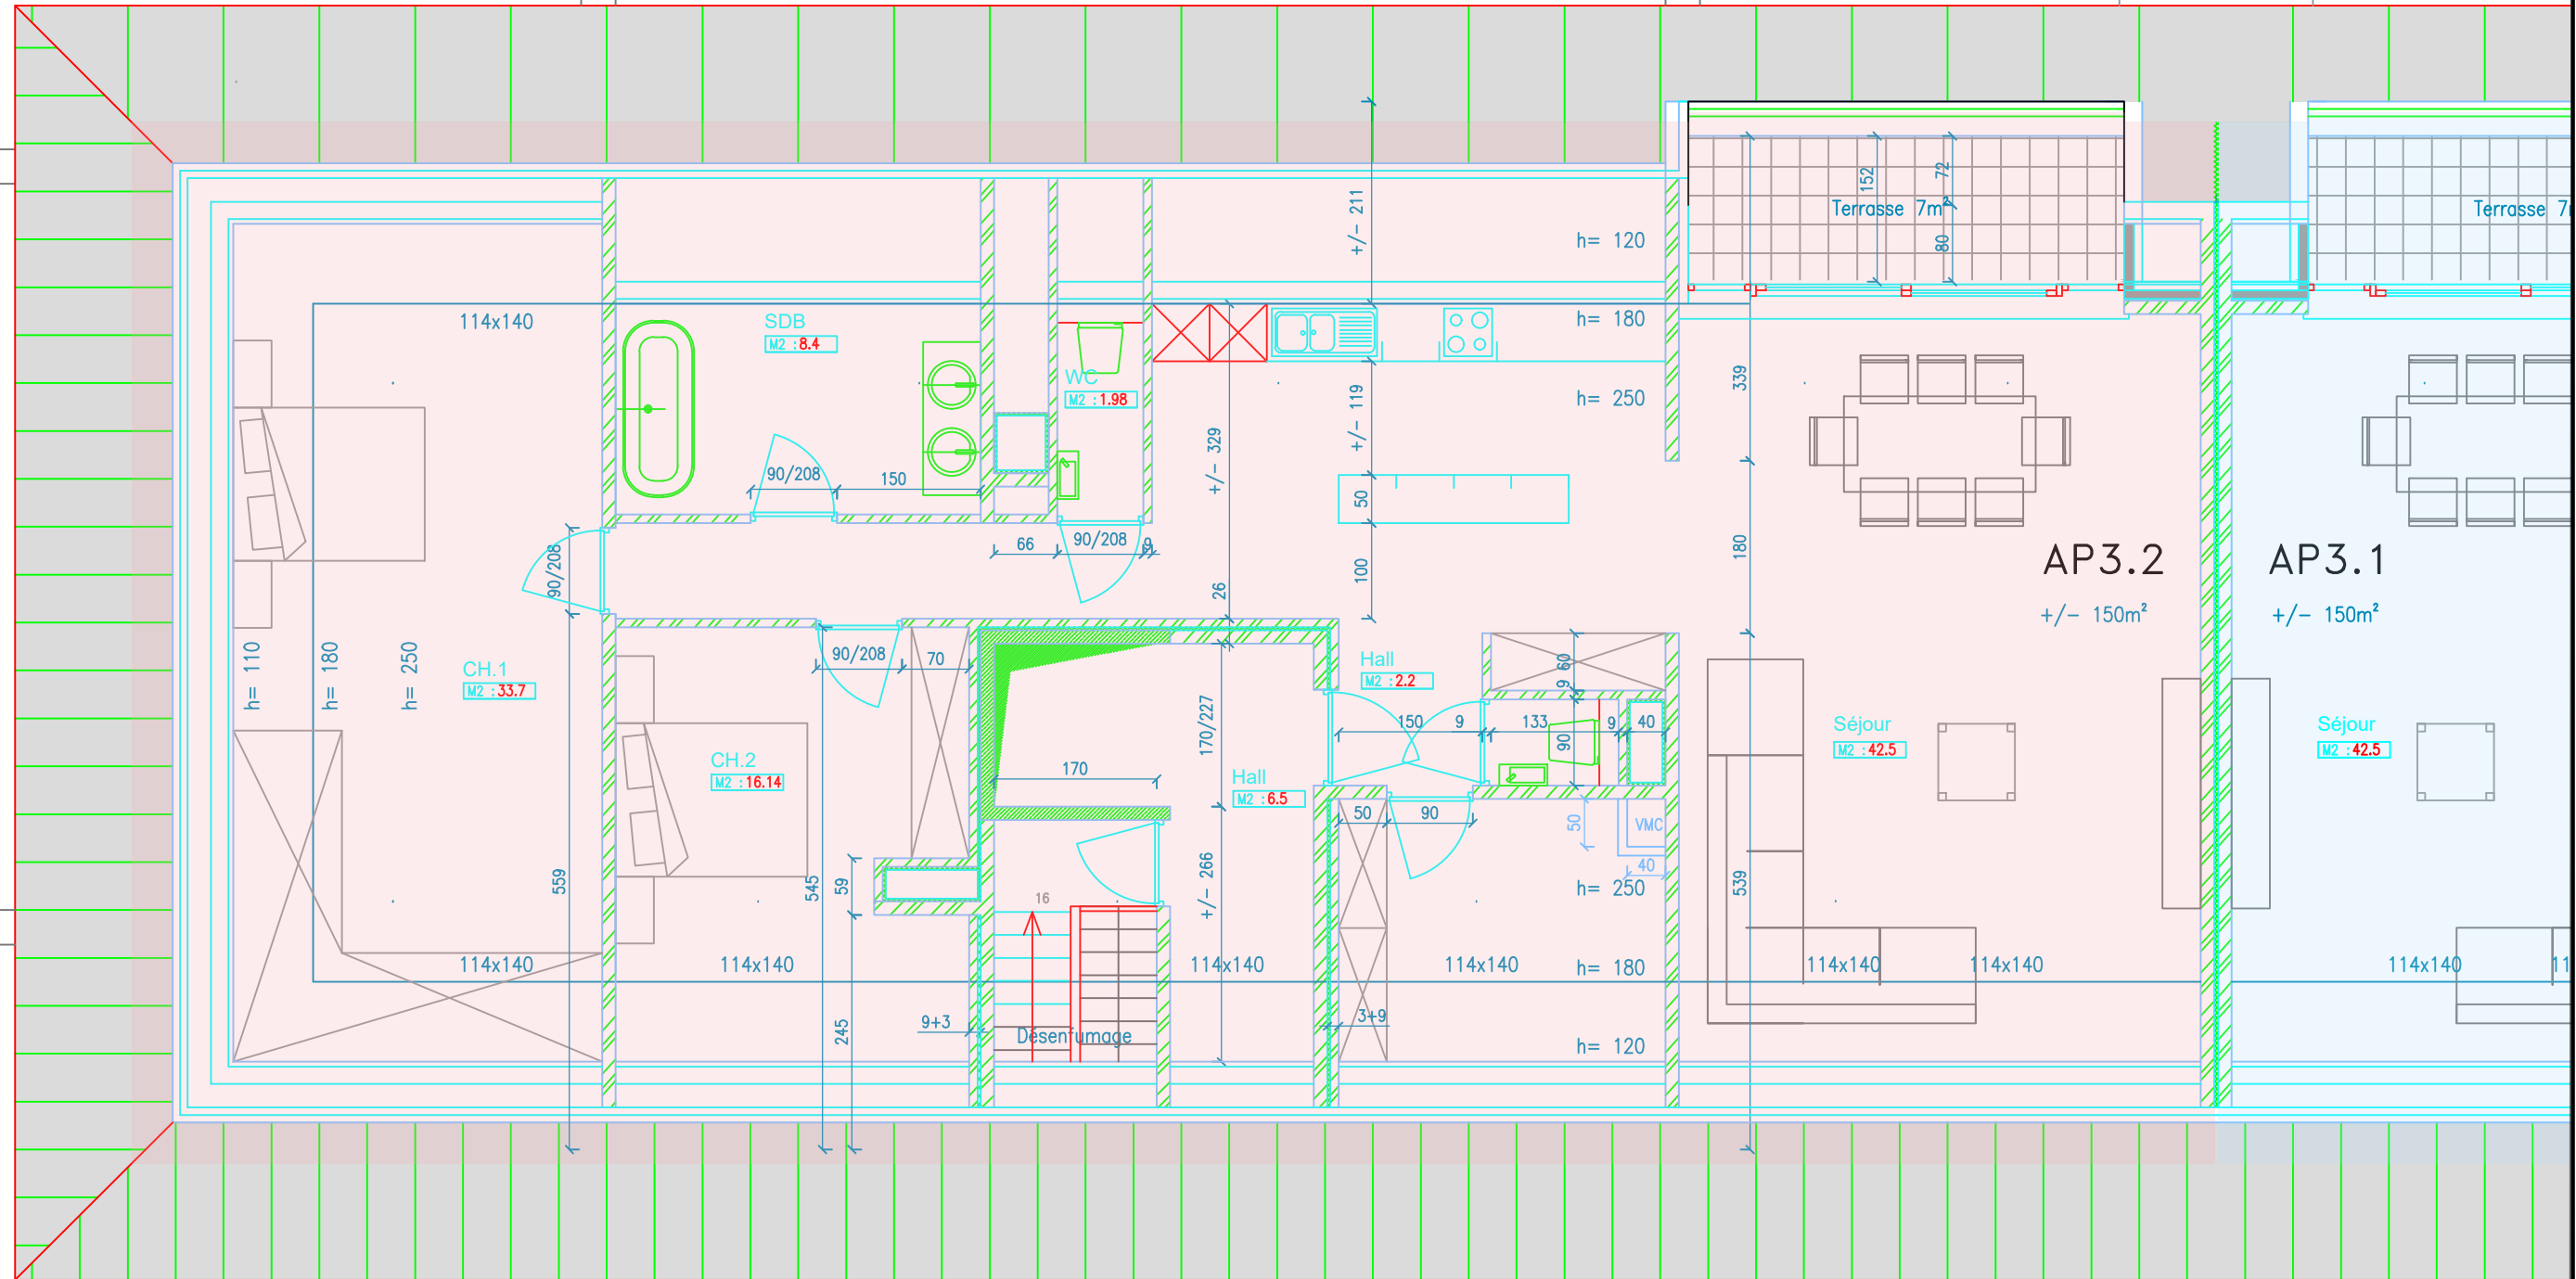 +/- 211
152
72
Terrasse 7m²
80
Terrasse 7
h= 120
114x140
SDB
M2 : 8.4
h= 180
WC
M2 : 1.98
+/- 119
h= 250
339
+/- 329
90/208
150
50
66
90/208
9
90/208
100
26
180
AP3.2
+/- 150m²
AP3.1
+/- 150m²
h= 110
h= 180
h= 250
CH.1
M2 : 33.7
90/208
70
Hall
M2 : 2.2
60
9
150
9
133
9
40
90
170/227
Séjour
M2 : 42.5
Séjour
M2 : 42.5
CH.2
M2 : 16.14
170
Hall
M2 : 6.5
50
90
50
VMC
40
559
545
59
+/- 266
16
h= 250
539
114x140
114x140
114x140
114x140
h= 180
114x140
114x140
114x140
11
9+3
245
Désenfumage
3+9
h= 120